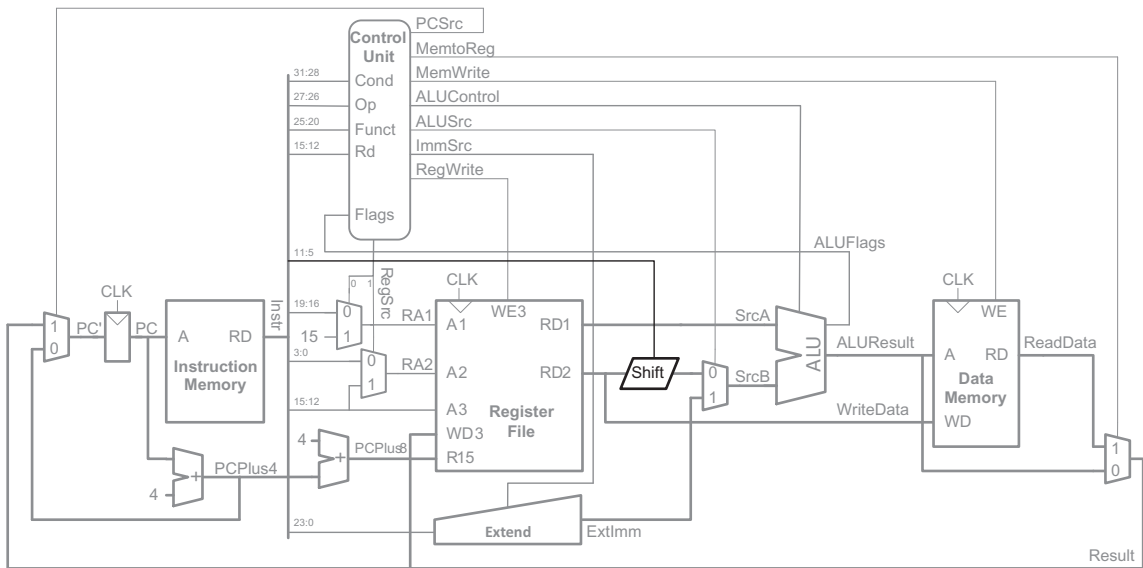 PCSrc
Control
Unit
MemtoReg
31:28
Cond
MemWrite
27:26
Op
ALUControl
25:20
Funct
ALUSrc
15:12
Rd
ImmSrc
RegWrite
Flags
ALUFlags
11:5
RegSrc
0 1
CLK
CLK
CLK
Instr
19:16
0
1
15
RA1
A1
WE3
RD1
SrcA
WE
1
0
PC'
PC
A
RD
Instruction
Memory
3:0
0
1
RA2
A2
RD2
Shift
0
1
SrcB
ALU
ALUResult
A
RD
ReadData
Data
Memory
15:12
A3
Register
File
WriteData
WD
WD3
4
+
PCPlus8
R15
1
0
+
4
PCPlus4
23:0
Extend
ExtImm
Result